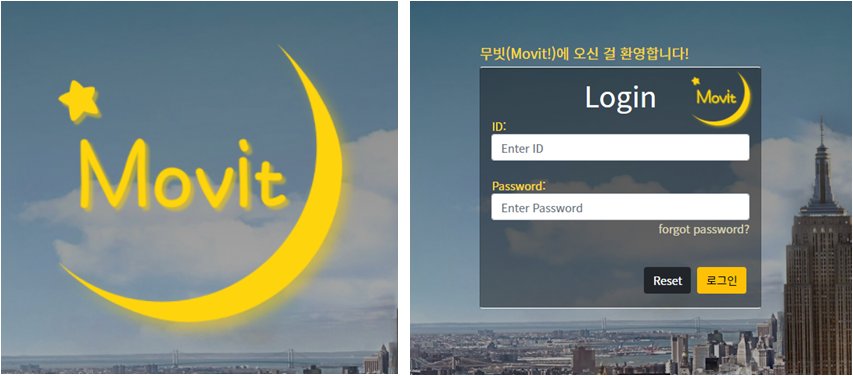 Movit
무빗(Movit!)에 오신 걸 환영합니다!
Login
Movit
ID:
Enter ID
Password:
Enter Password
forgot password?
Reset
로그인